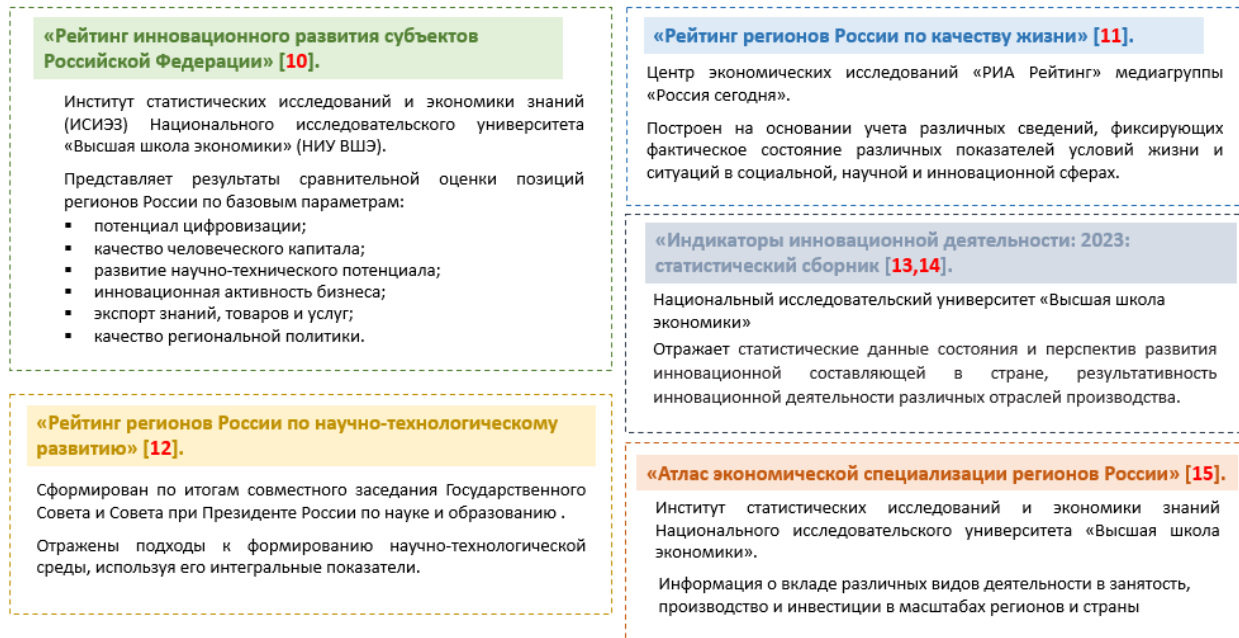 «Рейтинг инновационного развития субъектов
Российской Федерации» [10].
Институт статистических исследований и экономики знаний
(ИСИЭЗ) Национального исследовательского университета
«Высшая школа экономики» (НИУ ВШЭ).
Представляет результаты сравнительной оценки позиций
регионов России по базовым параметрам:
▪ потенциал цифровизации;
▪ качество человеческого капитала;
▪ развитие научно-технического потенциала;
▪ инновационная активность бизнеса;
▪ экспорт знаний, товаров и услуг;
▪ качество региональной политики.
«Рейтинг регионов России по научно-технологическому
развитию» [12].
Сформирован по итогам совместного заседания Государственного
Совета и Совета при Президенте России по науке и образованию .
Отражены подходы к формированию научно-технологической
среды, используя его интегральные показатели.
«Рейтинг регионов России по качеству жизни» [11].
Центр экономических исследований «РИА Рейтинг» медиагруппы
«Россия сегодня».
Построен на основании учета различных сведений, фиксирующих
фактическое состояние различных показателей условий жизни и
ситуаций в социальной, научной и инновационной сферах.
«Индикаторы инновационной деятельности: 2023:
статистический сборник [13,14].
Национальный исследовательский университет «Высшая школа
экономики»
Отражает статистические данные состояния и перспектив развития
инновационной составляющей в стране, результативность
инновационной деятельности различных отраслей производства.
«Атлас экономической специализации регионов России» [15].
Институт статистических исследований и экономики знаний
Национального исследовательского университета «Высшая школа
экономики».
Информация о вкладе различных видов деятельности в занятость,
производство и инвестиции в масштабах регионов и страны